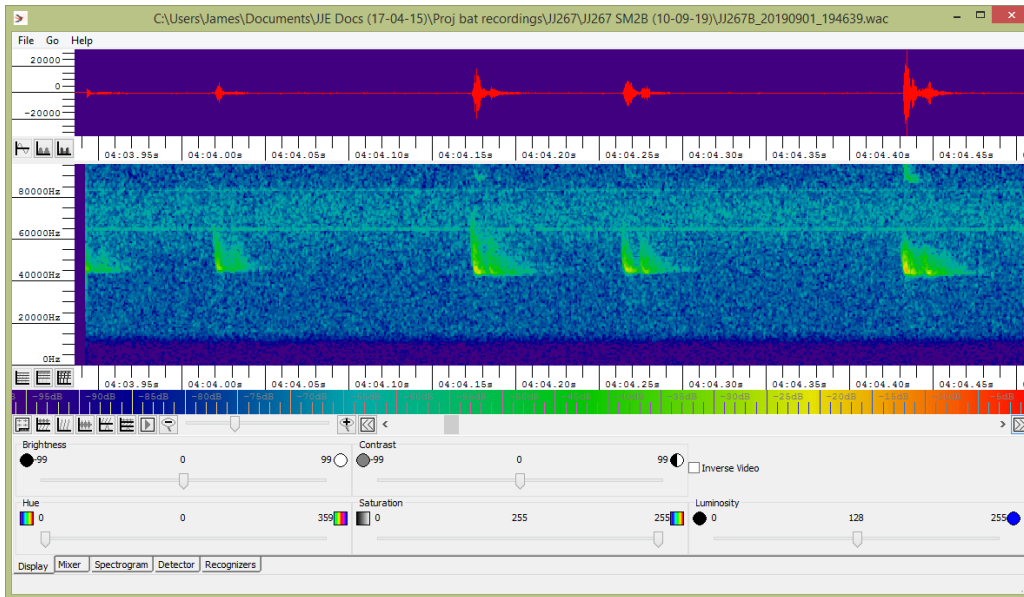 C:\Users\James\Documents\JJE Docs (17-04-15)\Proj bat recordings\JJ267\JJ267 SM2B (10-09-19)\JJ267B_20190901_194639.wac
File Go Help
20000
0
-20000
04:03.95s 04:04.00s 04:04.05s 04:04.10s 04:04.15s 04:04.20s 04:04.25s 04:04.30s 04:04.35s 04:04.40s 04:04.45s
80000Hz
60000Hz
40000Hz
20000Hz
0Hz
04:03.95s 04:04.00s 04:04.05s 04:04.10s 04:04.15s 04:04.20s 04:04.25s 04:04.30s 04:04.35s 04:04.40s 04:04.45s
-95dB -90dB -85dB -80dB -75dB -70dB -35dB -30dB -25dB -20dB -15dB -5dB
Brightness Contrast
-99 0 99 -99 0 99 Inverse Video
Hue Saturation Luminosity
0 0 359 0 255 255 0 128 255
Display Mixer Spectrogram Detector Recognizers